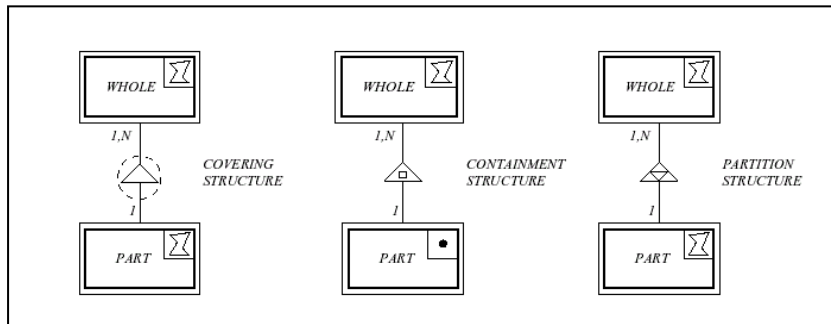 WHOLE
1,N
COVERING
STRUCTURE
1
PART
WHOLE
1,N
CONTAINMENT
STRUCTURE
1
PART
WHOLE
1,N
PARTITION
STRUCTURE
1
PART